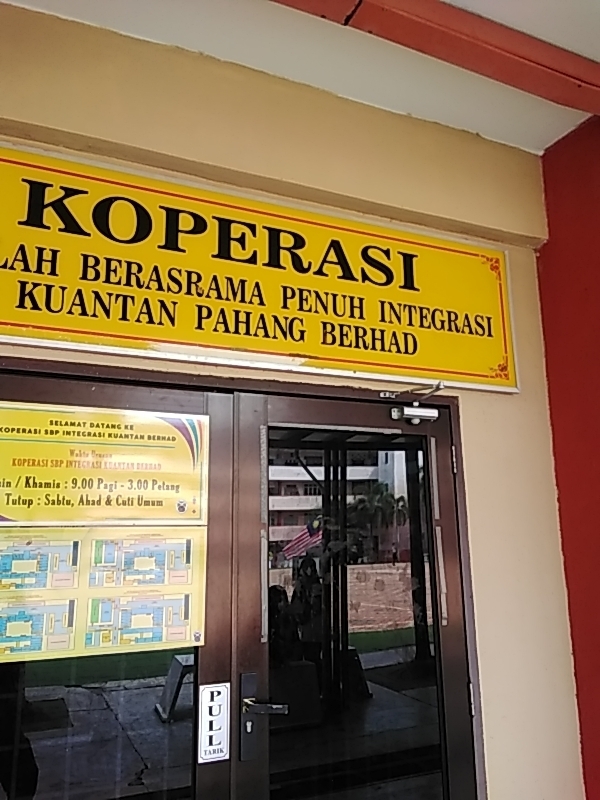 KOPERASI
LAH BERASRAMA PENUH INTEGRASI
KUANTAN PAHANG BERHAD
SELAMAT DATANG KE
KOPERASI SBP INTEGRASI KUANTAN BERHAD
Waktu Urusan
KOPERASI SBP INTEGRASI KUANTAN BERHAD
in / Khamis : 9.00 Pagi - 3.00 Petang
Tutup : Sabtu, Ahad & Cuti Umum
PULL
TARIK